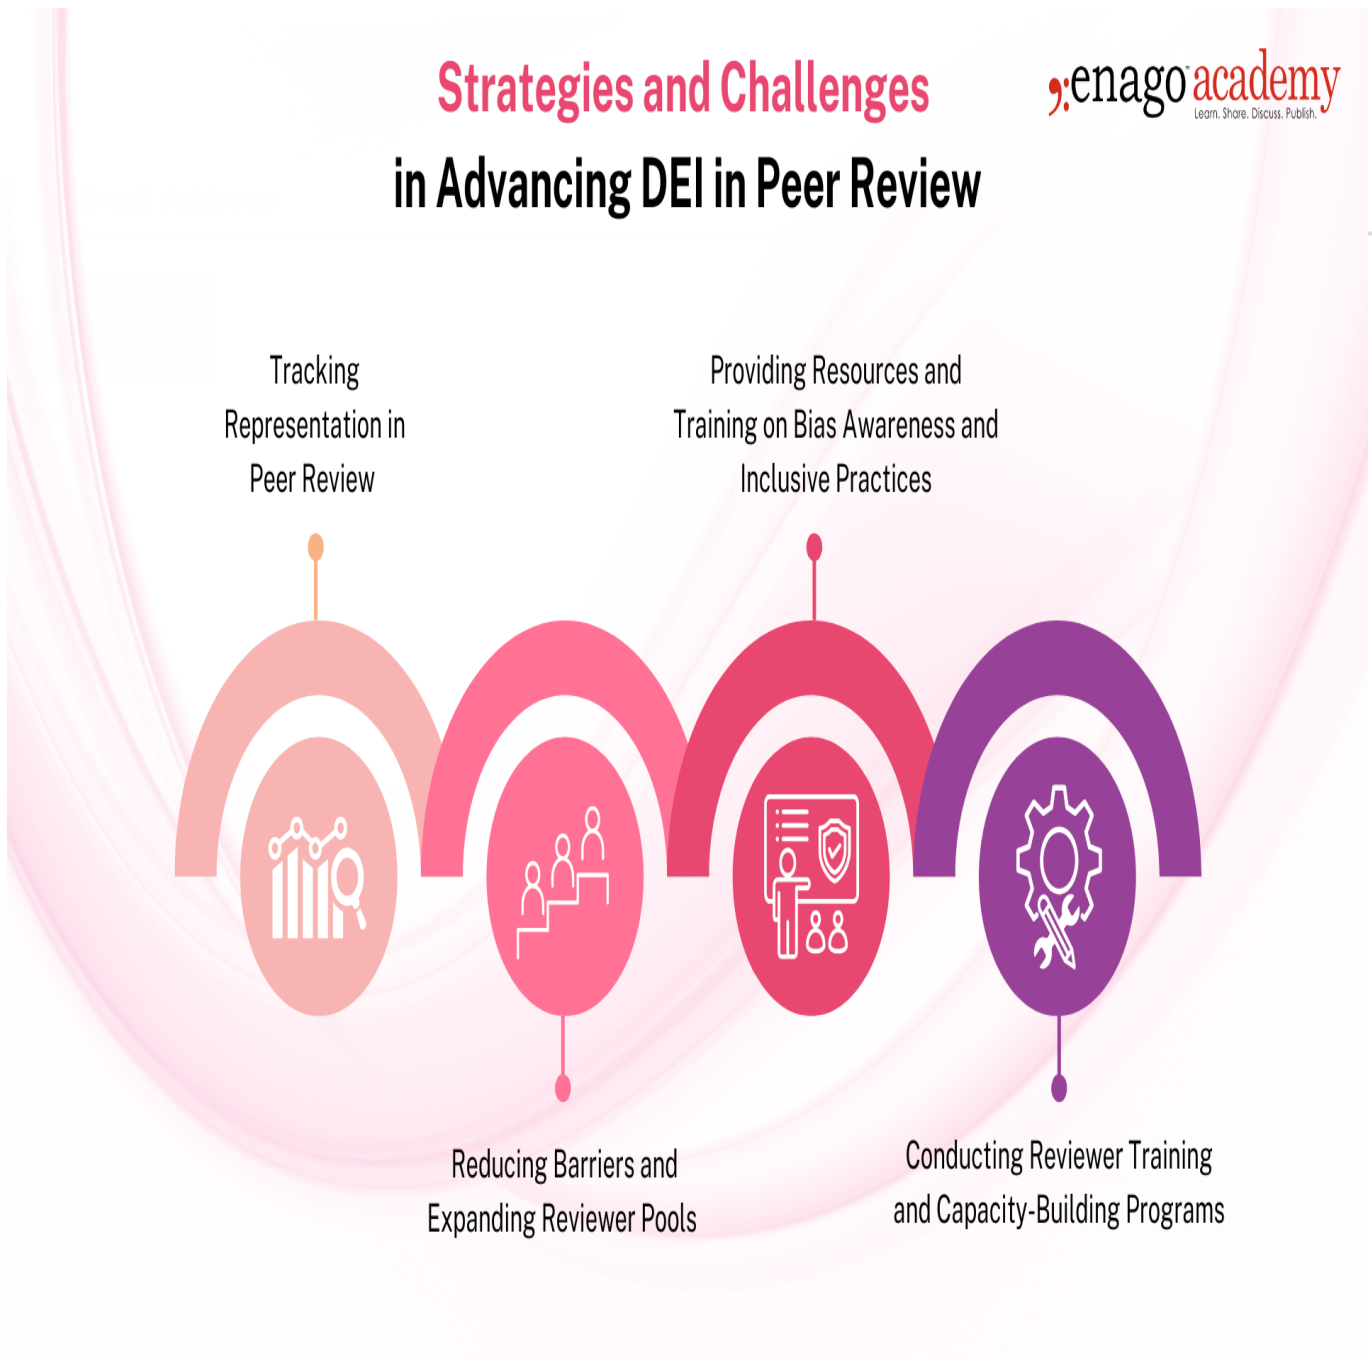 Strategies and Challenges
in Advancing DEI in Peer Review
enago academy
Learn. Share. Discuss. Publish.
Tracking
Representation in
Peer Review
Providing Resources and
Training on Bias Awareness and
Inclusive Practices
Reducing Barriers and
Expanding Reviewer Pools
Conducting Reviewer Training
and Capacity-Building Programs